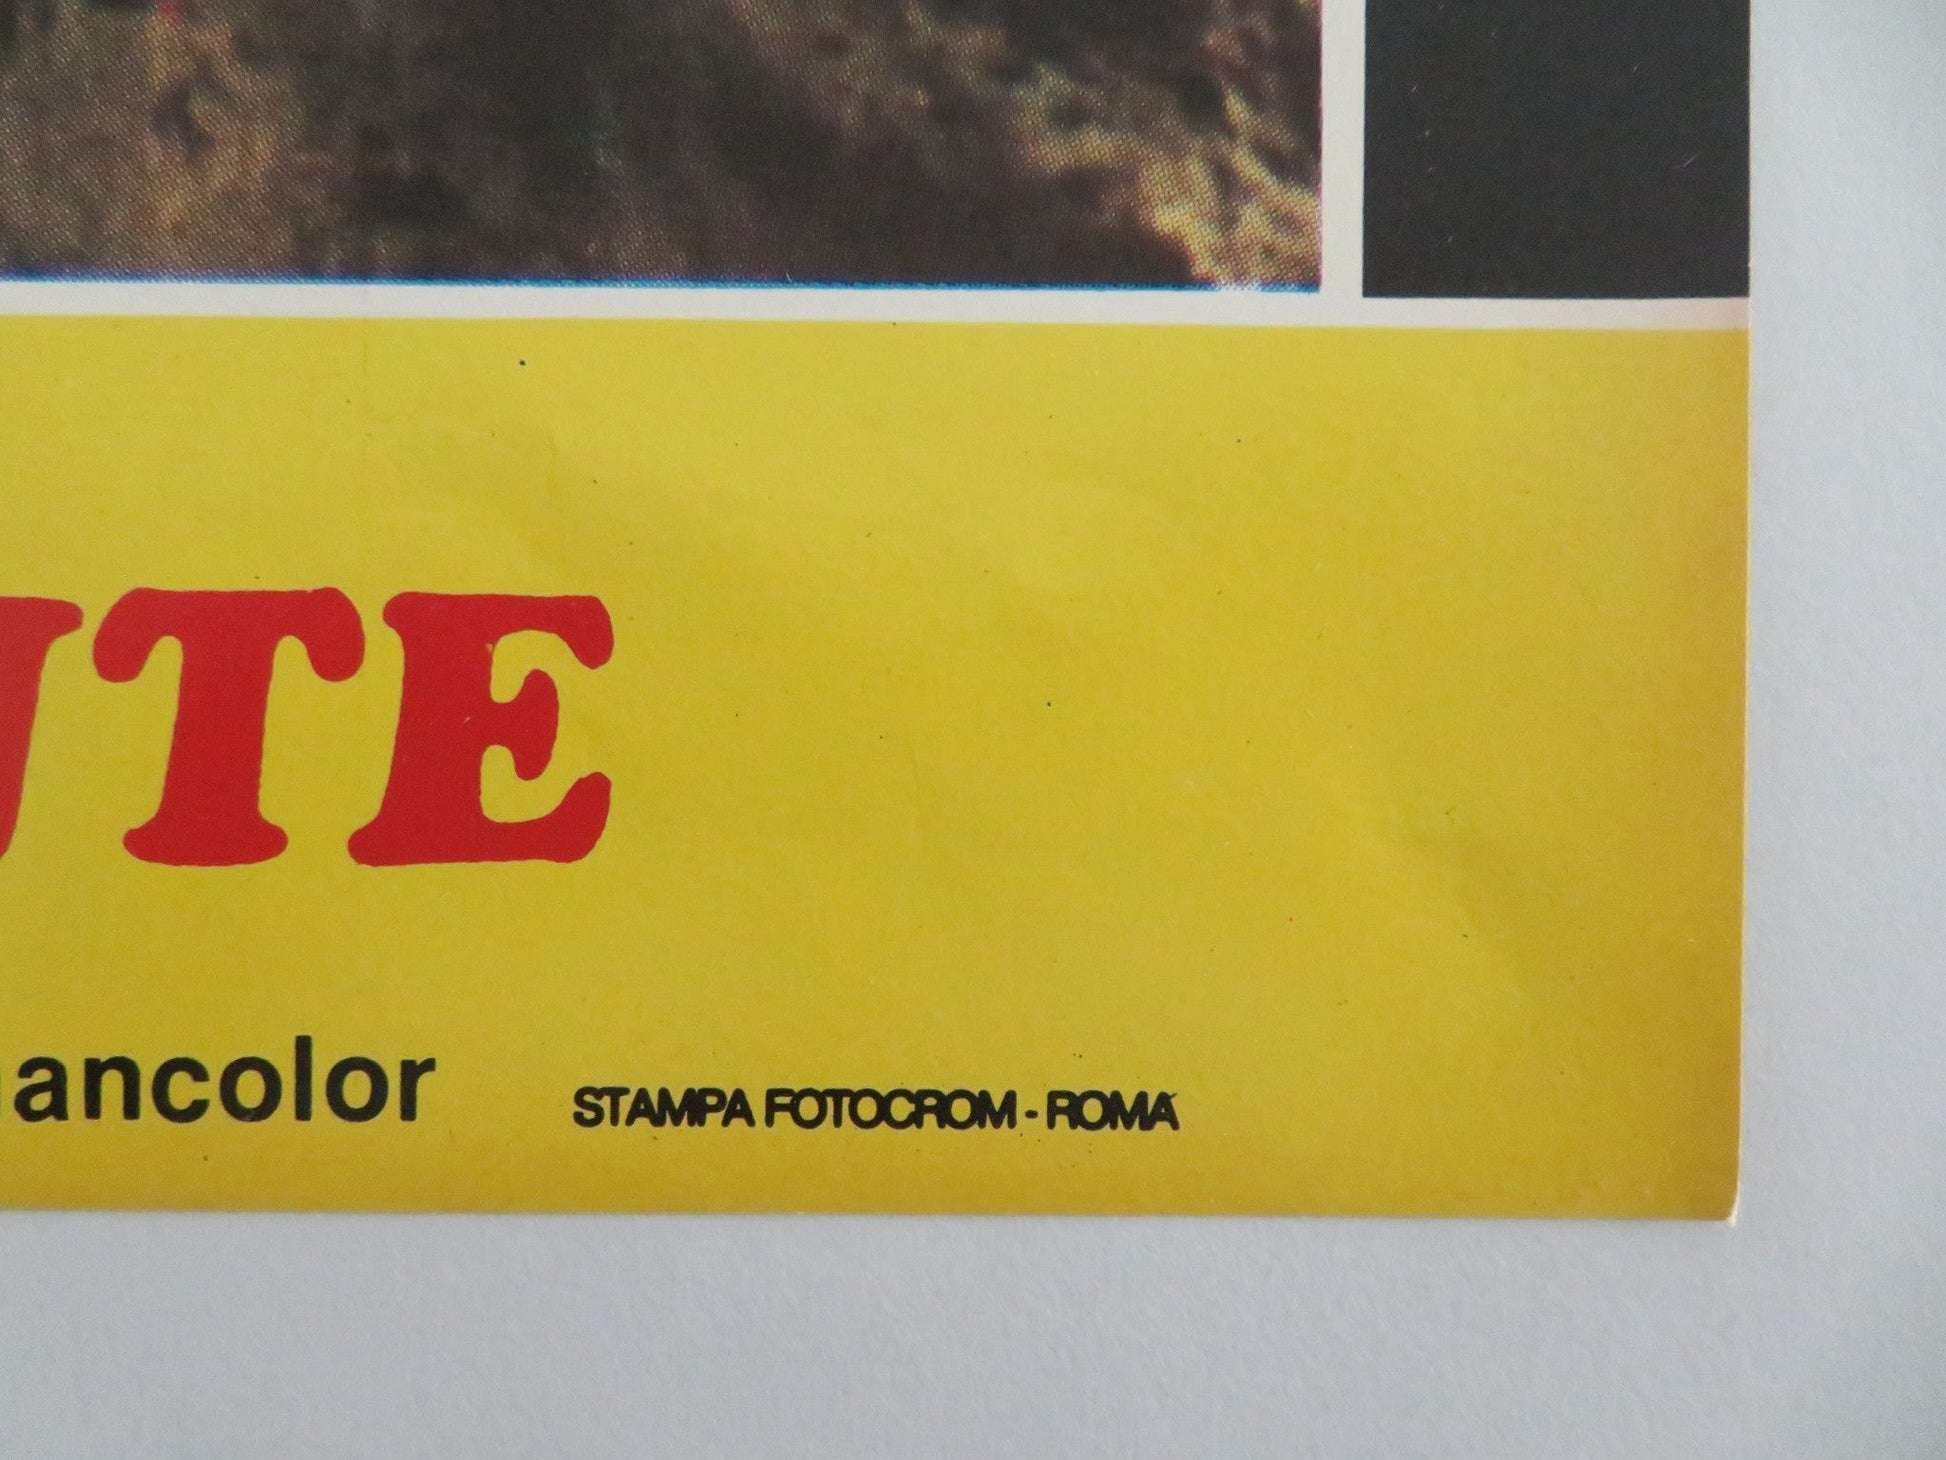 UTE
ancolor STAMPA FOTOCROM - ROMA